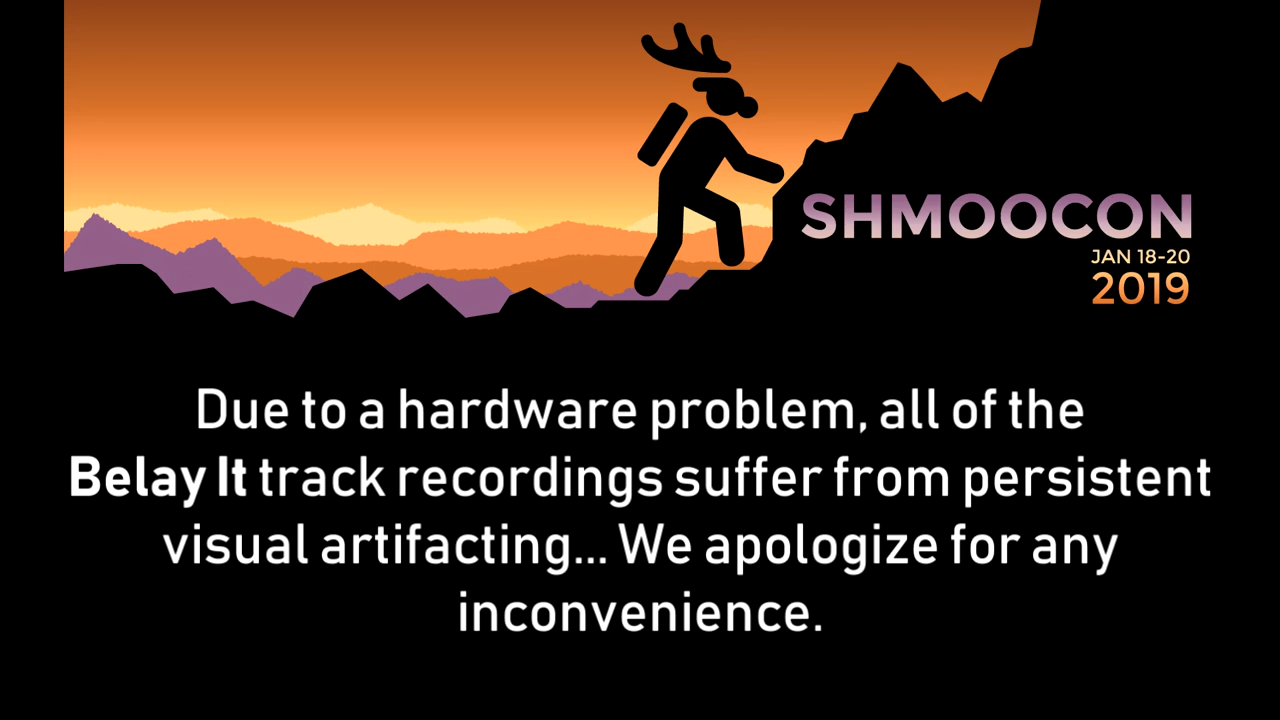 SHMOOCON
JAN 18-20
2019
Due to a hardware problem, all of the
Belay It track recordings suffer from persistent
visual artifacting... We apologize for any
inconvenience.